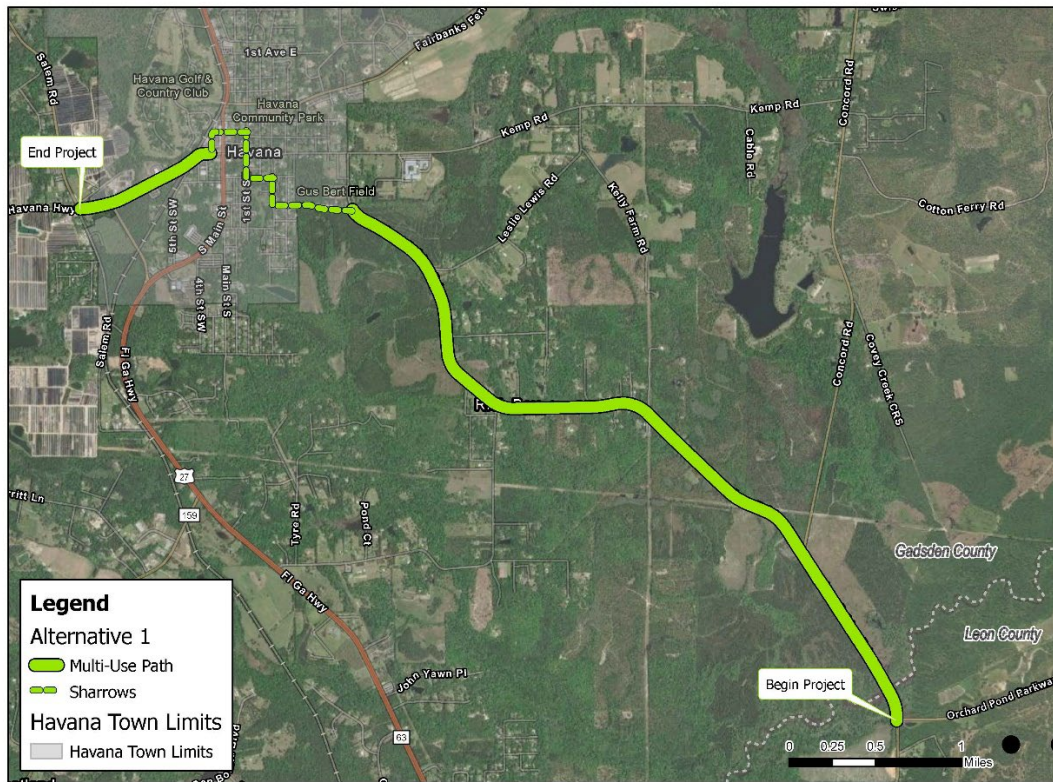 Salem Rd
1st Ave E
Fairbanks Fer
Concord Rd
Havana Golf &
Country Club
Havana
Community Park
Kemp Rd
Kemp Rd
Cable Rd
End Project
Havana
Gus Bert Field
Leslie Lewis Rd
Kelly Farm Rd
Cotton Ferry Rd
Havana Hwy
5th St SW
S Main St
1st St S
Main St S
4th St SW
Salem Rd
Fl Ga Hwy
Concord Rd
Covey Creek CRS
27
159
rritt Ln
Tyre Rd
Pond Ct
Fl Ga Hwy
Gadsden County
Leon County
John Yawn Pl
63
Begin Project
Orchard Pond Parkwa
Legend
Alternative 1
Multi-Use Path
Sharrows
Havana Town Limits
Havana Town Limits
0 0.25 0.5 1
Miles